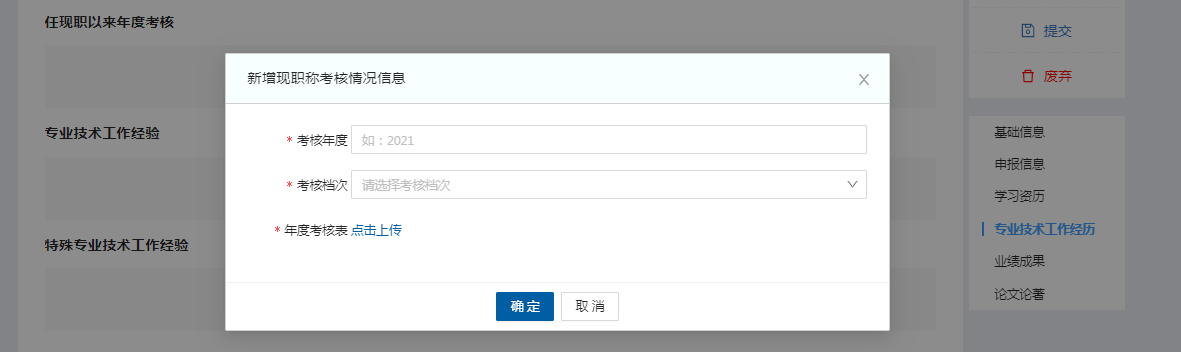 任现职以来年度考核
专业技术工作经验
特殊专业技术工作经验
新增现职称考核情况信息
* 考核年度 如：2021
* 考核档次 请选择考核档次
* 年度考核表 点击上传
确定 取消
提交
废弃
基础信息
申报信息
学习资历
专业技术工作经历
业绩成果
论文论著